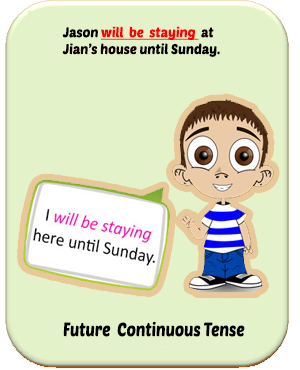 Jason will be staying at
Jian's house until Sunday.
I will be staying
here until Sunday.
Future Continuous Tense